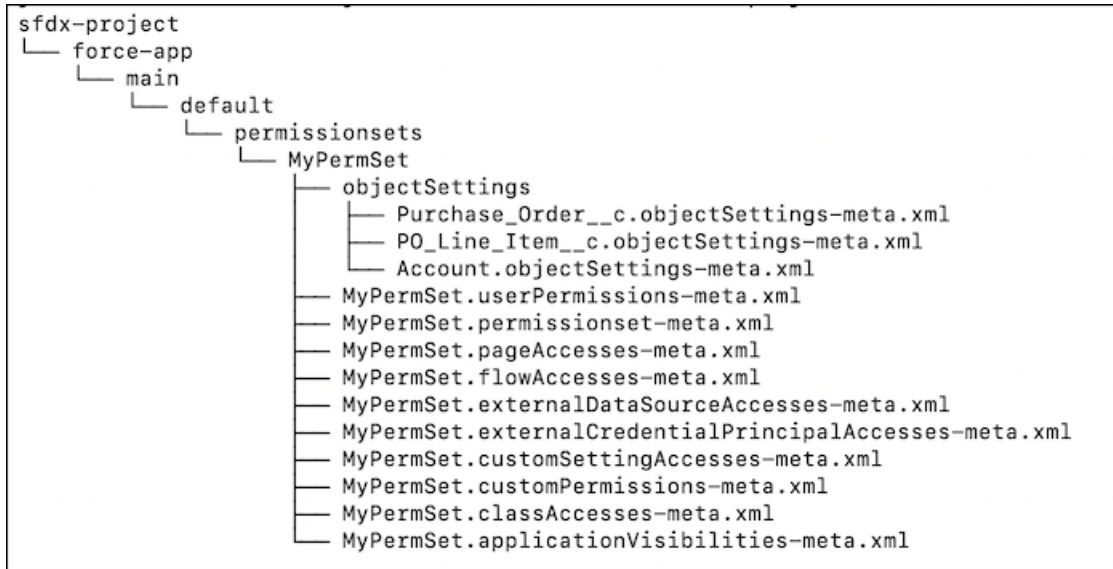 sfdx-project
└── force-app
    └── main
        └── default
            └── permissionsets
                └── MyPermSet
                    ├── objectSettings
                    │   ├── Purchase_Order__c.objectSettings-meta.xml
                    │   ├── PO_Line_Item__c.objectSettings-meta.xml
                    │   └── Account.objectSettings-meta.xml
                    ├── MyPermSet.userPermissions-meta.xml
                    ├── MyPermSet.permissionset-meta.xml
                    ├── MyPermSet.pageAccesses-meta.xml
                    ├── MyPermSet.flowAccesses-meta.xml
                    ├── MyPermSet.externalDataSourceAccesses-meta.xml
                    ├── MyPermSet.externalCredentialPrincipalAccesses-meta.xml
                    ├── MyPermSet.customSettingAccesses-meta.xml
                    ├── MyPermSet.customPermissions-meta.xml
                    ├── MyPermSet.classAccesses-meta.xml
                    └── MyPermSet.applicationVisibilities-meta.xml